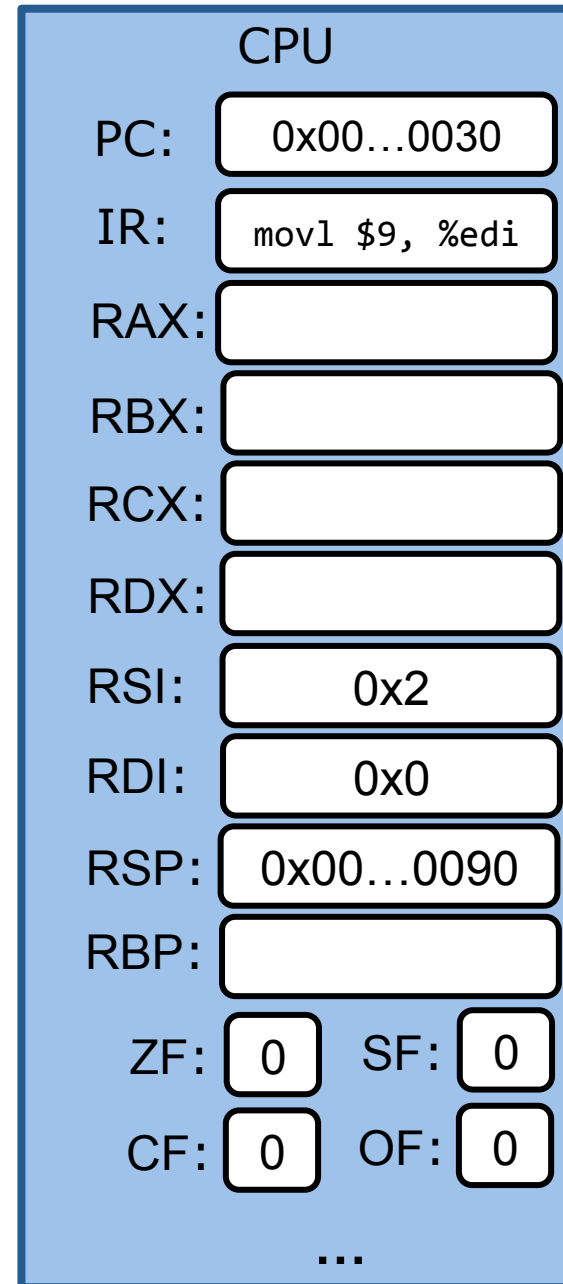 CPU
PC: 0x00…0030
IR: movl $9, %edi
RAX:
RBX:
RCX:
RDX:
RSI: 0x2
RDI: 0x0
RSP: 0x00…0090
RBP:
ZF: 0 SF: 0
CF: 0 OF: 0
…